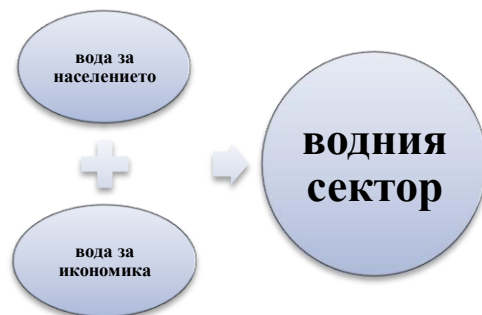 вода за
населението
вода за
икономика
водния
сектор